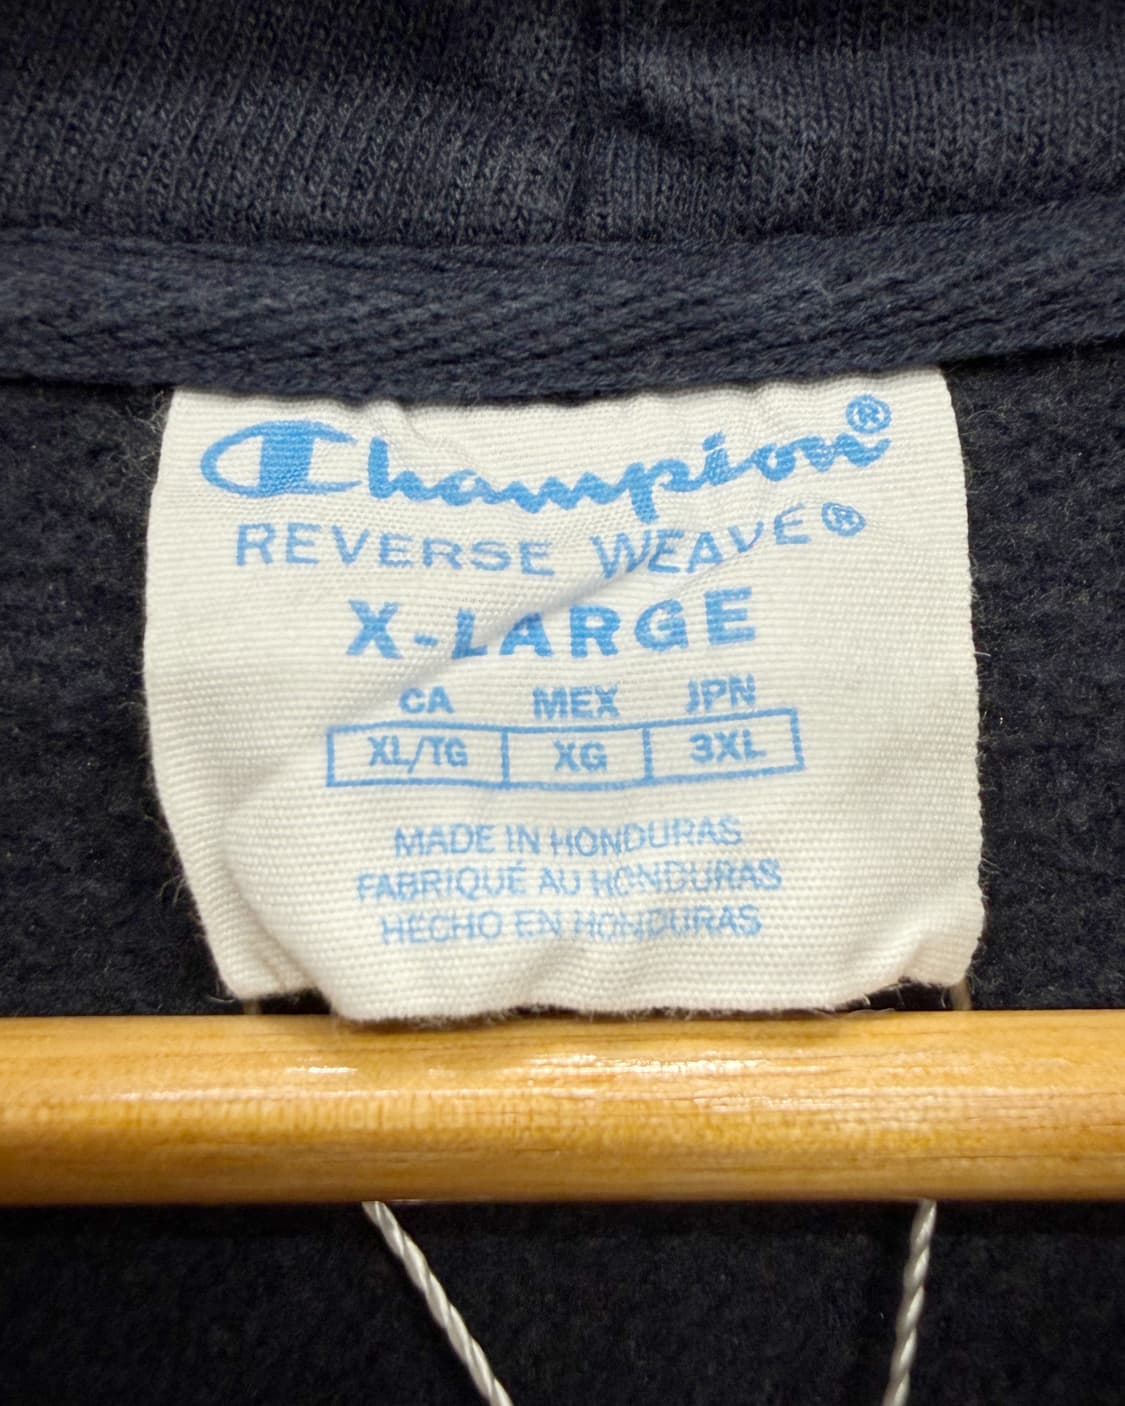 Champion®
REVERSE WEAVE®
X-LARGE
CA MEX JPN
XL/TG XG 3XL
MADE IN HONDURAS
FABRIQUÉ AU HONDURAS
HECHO EN HONDURAS